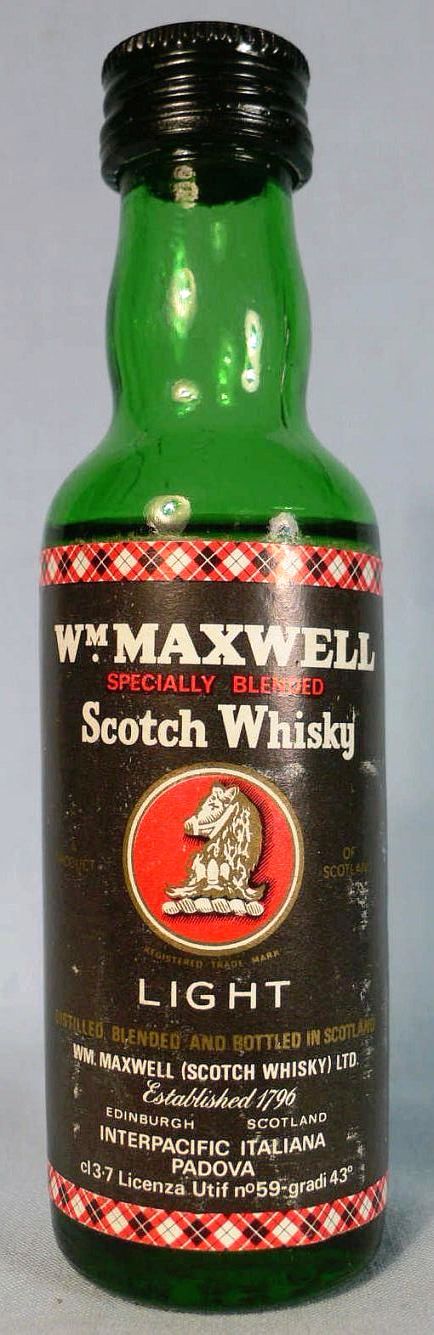 WM. MAXWELL
SPECIALLY BLENDED
Scotch Whisky
A PRODUCT
OF SCOTLAND
REGISTERED TRADE MARK
LIGHT
DISTILLED, BLENDED AND BOTTLED IN SCOTLAND
WM. MAXWELL (SCOTCH WHISKY) LTD.
Established 1796
EDINBURGH SCOTLAND
INTERPACIFIC ITALIANA
PADOVA
cl 3·7 Licenza Utif nº59-gradi 43°